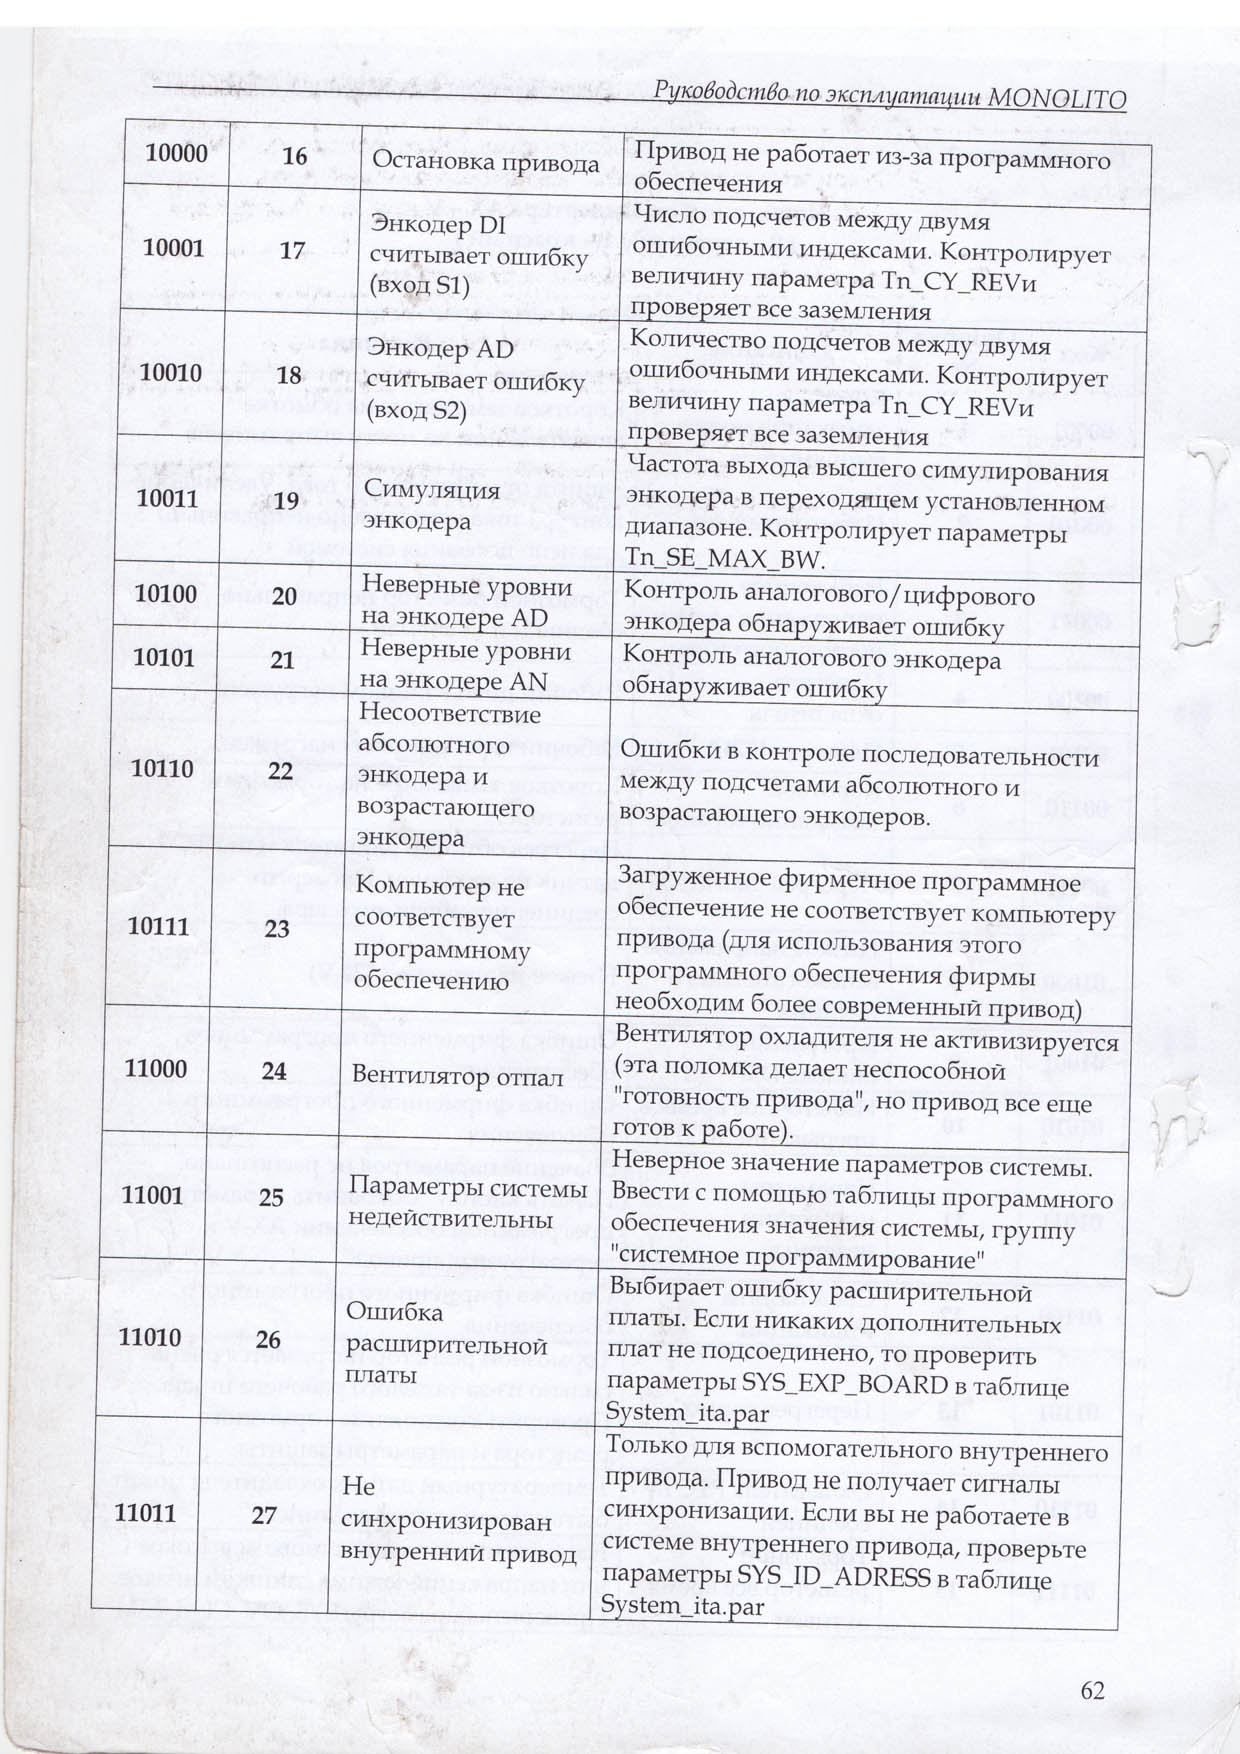 Руководство по эксплуатации MONOLITO
10000 16 Остановка привода Привод не работает из-за программного
обеспечения
10001 17 Энкодер DI
считывает ошибку
(вход S1)
Число подсчетов между двумя
ошибочными индексами. Контролирует
величину параметра Tn_CY_REVи
проверяет все заземления
10010 18 Энкодер AD
считывает ошибку
(вход S2)
Количество подсчетов между двумя
ошибочными индексами. Контролирует
величину параметра Tn_CY_REVи
проверяет все заземления
10011 19 Симуляция
энкодера
Частота выхода высшего симулирования
энкодера в переходящем установленном
диапазоне. Контролирует параметры
Tn_SE_MAX_BW.
10100 20 Неверные уровни
на энкодере AD
Контроль аналогового/цифрового
энкодера обнаруживает ошибку
10101 21 Неверные уровни
на энкодере AN
Контроль аналогового энкодера
обнаруживает ошибку
10110 22 Несоответствие
абсолютного
энкодера и
возрастающего
энкодера
Ошибки в контроле последовательности
между подсчетами абсолютного и
возрастающего энкодеров.
10111 23 Компьютер не
соответствует
программному
обеспечению
Загруженное фирменное программное
обеспечение не соответствует компьютеру
привода (для использования этого
программного обеспечения фирмы
необходим более современный привод)
11000 24 Вентилятор отпал
Вентилятор охладителя не активизируется
(эта поломка делает неспособной
"готовность привода", но привод все еще
готов к работе).
11001 25 Параметры системы
недействительны
Неверное значение параметров системы.
Ввести с помощью таблицы программного
обеспечения значения системы, группу
"системное программирование"
11010 26 Ошибка
расширительной
платы
Выбирает ошибку расширительной
платы. Если никаких дополнительных
плат не подсоединено, то проверить
параметры SYS_EXP_BOARD в таблице
System_ita.par
11011 27 Не
синхронизирован
внутренний привод
Только для вспомогательного внутреннего
привода. Привод не получает сигналы
синхронизации. Если вы не работаете в
системе внутреннего привода, проверьте
параметры SYS_ID_ADRESS в таблице
System_ita.par
62